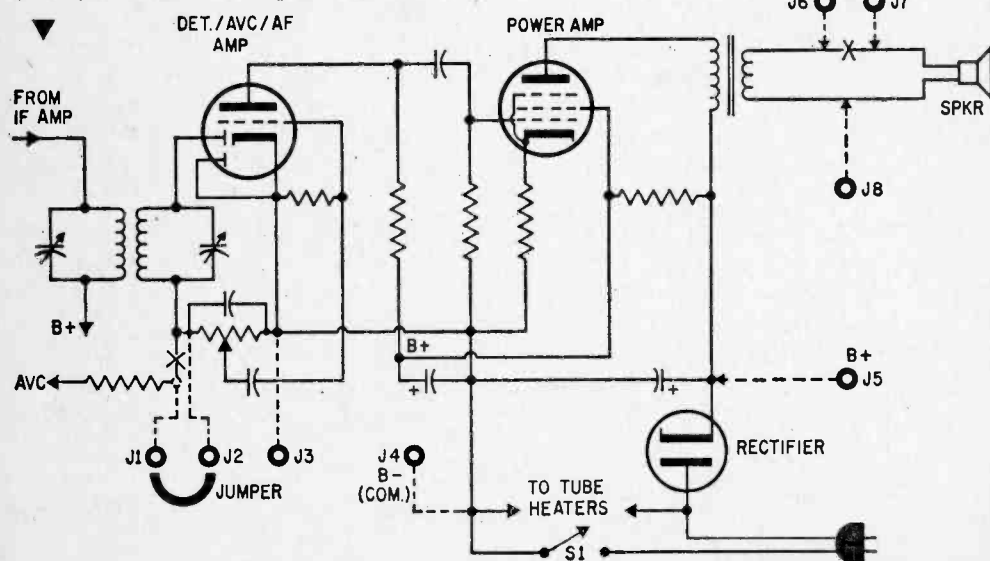 J6
J7
DET./AVC/AF
AMP
POWER AMP
FROM
IF AMP
SPKR
J8
B+
B+
AVC
B+
J5
J1
J2
J3
J4
B-
(COM.)
JUMPER
RECTIFIER
TO TUBE
HEATERS
S1